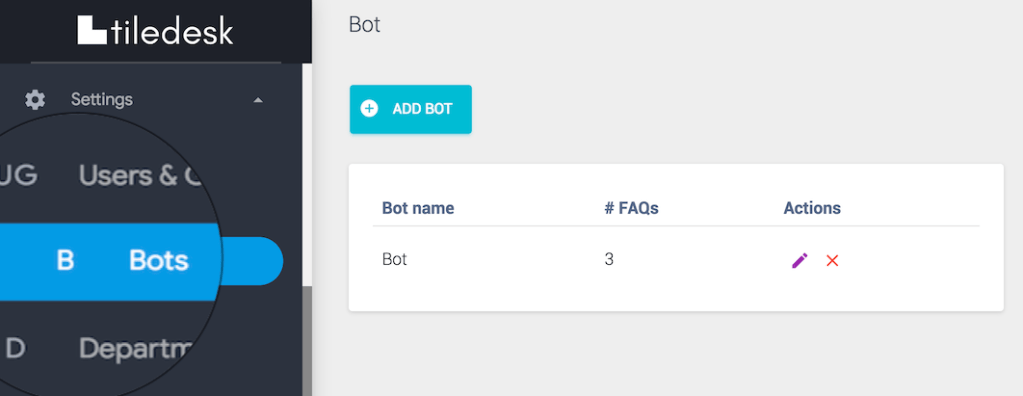 tiledesk
Settings
UG Users &
B Bots
D Departm
Bot
ADD BOT
Bot name # FAQs Actions
Bot 3